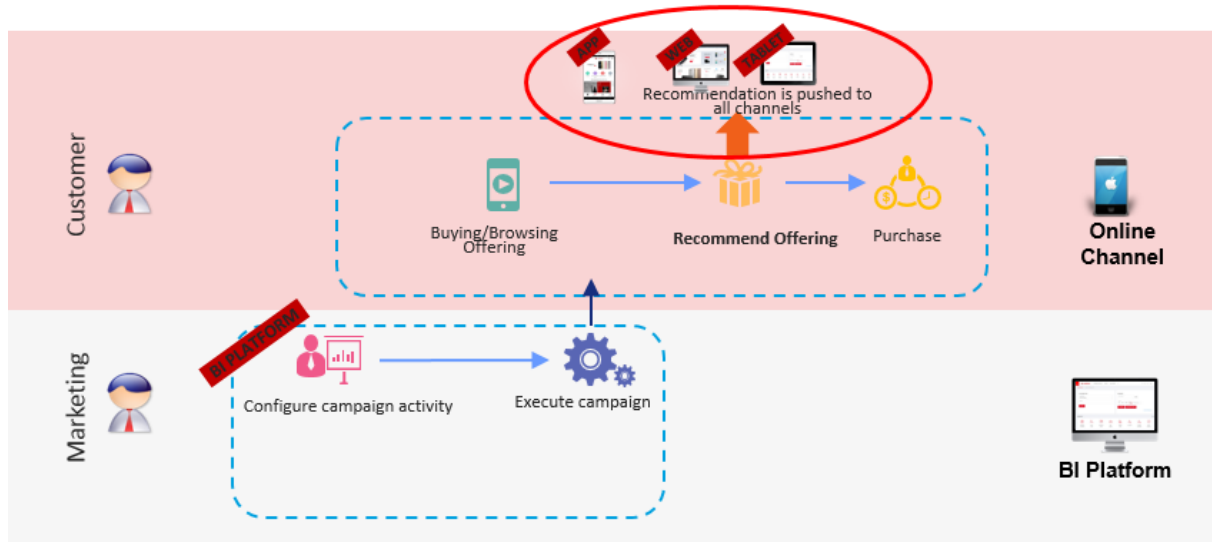 APP
WEB
TABLET
Recommendation is pushed to
all channels
Customer
Buying/Browsing
Offering
Recommend Offering
Purchase
Online
Channel
BI PLATFORM
Marketing
Configure campaign activity
Execute campaign
BI Platform